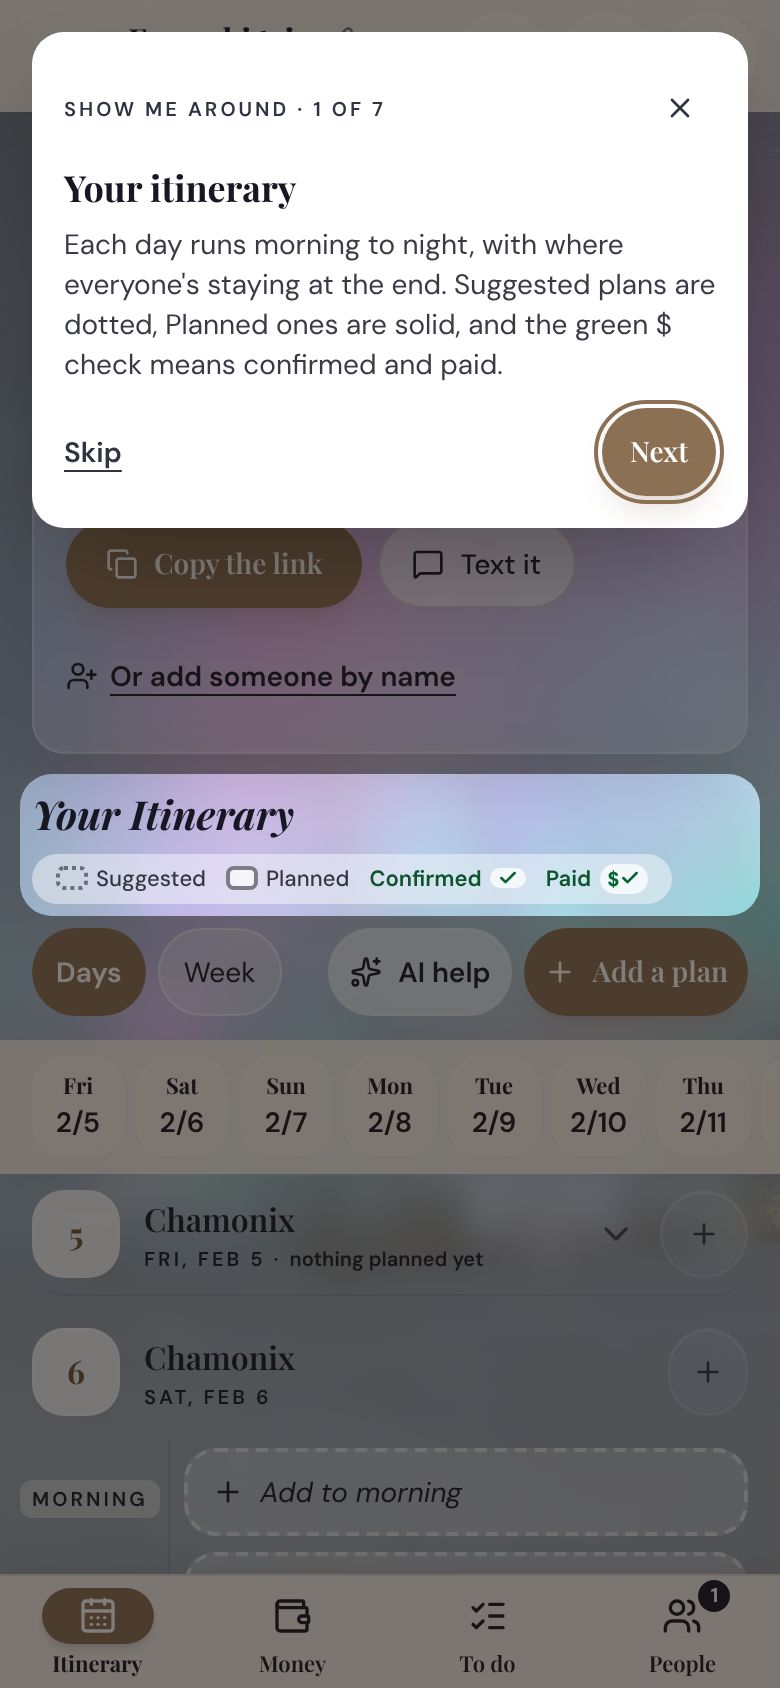 SHOW ME AROUND · 1 OF 7
Your itinerary
Each day runs morning to night, with where
everyone's staying at the end. Suggested plans are
dotted, Planned ones are solid, and the green $
check means confirmed and paid.
Skip
Next
Copy the link
Text it
Or add someone by name
Your Itinerary
Suggested Planned Confirmed Paid $
Days Week AI help Add a plan
Fri Sat Sun Mon Tue Wed Thu
2/5 2/6 2/7 2/8 2/9 2/10 2/11
5 Chamonix
FRI, FEB 5 · nothing planned yet
6 Chamonix
SAT, FEB 6
MORNING
Add to morning
1
Itinerary Money To do People